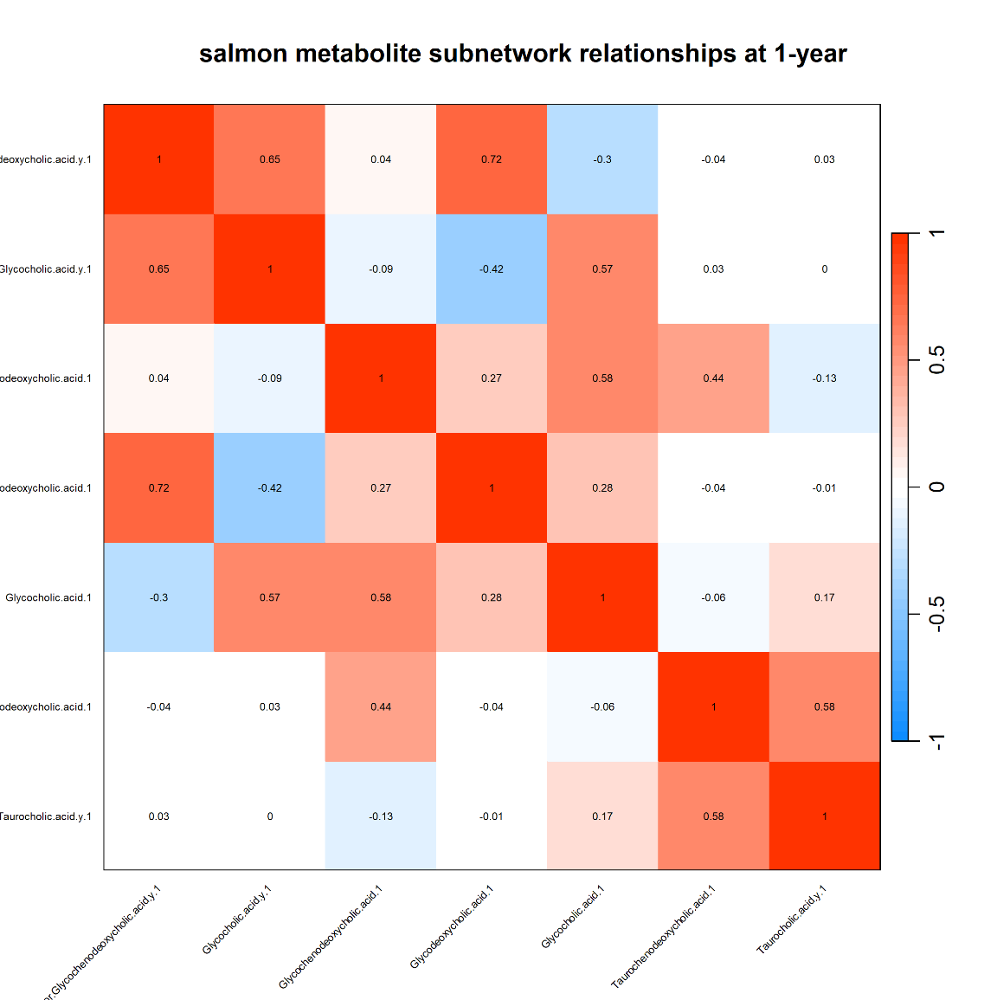 salmon metabolite subnetwork relationships at 1-year
deoxycholic.acid.y.1 1 0.65 0.04 0.72 -0.3 -0.04 0.03
Glycocholic.acid.y.1 0.65 1 -0.09 -0.42 0.57 0.03 0
odeoxycholic.acid.1 0.04 -0.09 1 0.27 0.58 0.44 -0.13
odeoxycholic.acid.1 0.72 -0.42 0.27 1 0.28 -0.04 -0.01
Glycocholic.acid.1 -0.3 0.57 0.58 0.28 1 -0.06 0.17
odeoxycholic.acid.1 -0.04 0.03 0.44 -0.04 -0.06 1 0.58
Taurocholic.acid.y.1 0.03 0 -0.13 -0.01 0.17 0.58 1
or.Glycochenodeoxycholic.acid.y.1
Glycocholic.acid.y.1
Glycochenodeoxycholic.acid.1
Glycodeoxycholic.acid.1
Glycocholic.acid.1
Taurochenodeoxycholic.acid.1
Taurocholic.acid.y.1
1
0.5
0
-0.5
-1